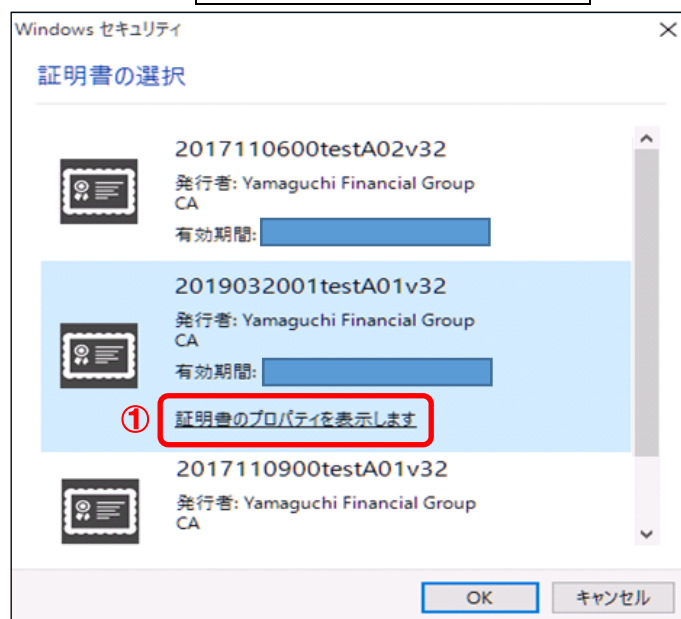 Windows セキュリティ
証明書の選択
2017110600testA02v32
発行者: Yamaguchi Financial Group
CA
有効期間:
2019032001testA01v32
発行者: Yamaguchi Financial Group
CA
有効期間:
① 証明書のプロパティを表示します
2017110900testA01v32
発行者: Yamaguchi Financial Group
CA
OK キャンセル